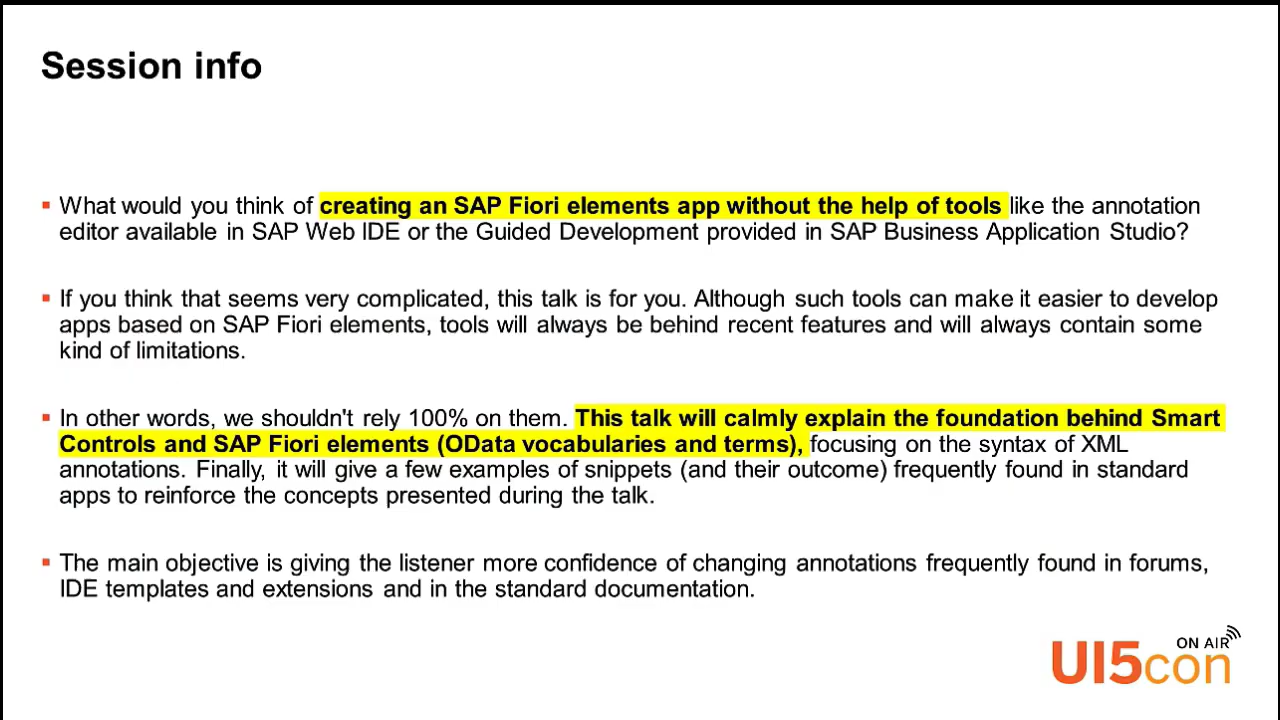 Session info
▪ What would you think of creating an SAP Fiori elements app without the help of tools like the annotation
editor available in SAP Web IDE or the Guided Development provided in SAP Business Application Studio?
▪ If you think that seems very complicated, this talk is for you. Although such tools can make it easier to develop
apps based on SAP Fiori elements, tools will always be behind recent features and will always contain some
kind of limitations.
▪ In other words, we shouldn't rely 100% on them. This talk will calmly explain the foundation behind Smart
Controls and SAP Fiori elements (OData vocabularies and terms), focusing on the syntax of XML
annotations. Finally, it will give a few examples of snippets (and their outcome) frequently found in standard
apps to reinforce the concepts presented during the talk.
▪ The main objective is giving the listener more confidence of changing annotations frequently found in forums,
IDE templates and extensions and in the standard documentation.
ON AIR
UI5con